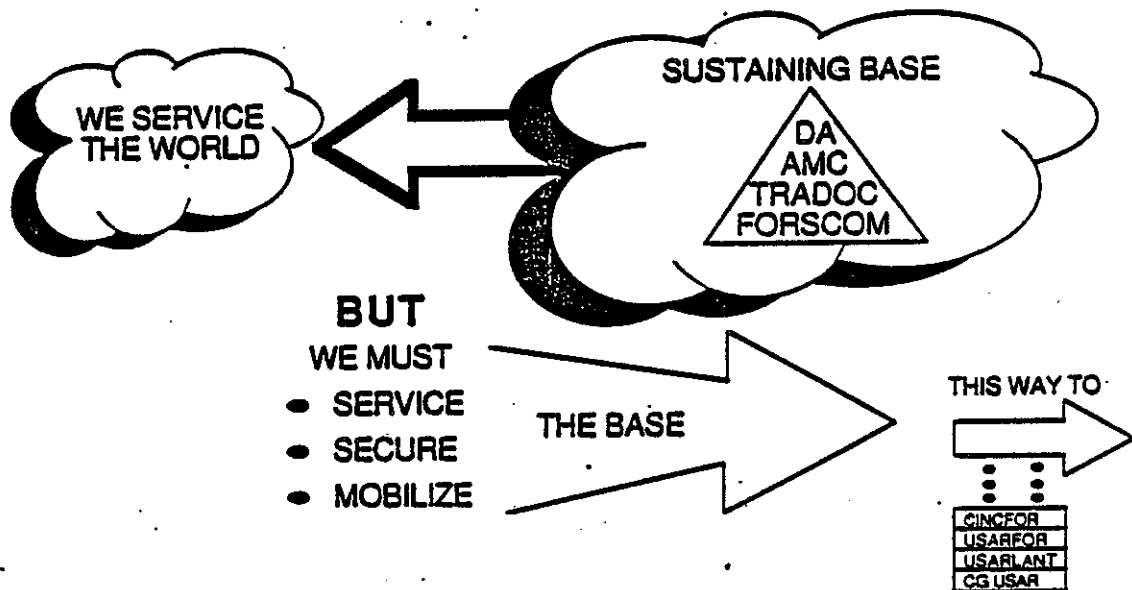 WE SERVICE
THE WORLD
SUSTAINING BASE
DA
AMC
TRADOC
FORSCOM
BUT
WE MUST
• SERVICE
• SECURE
• MOBILIZE
THE BASE
THIS WAY TO
CINCFOR
USARFOR
USARLANT
CG USAR